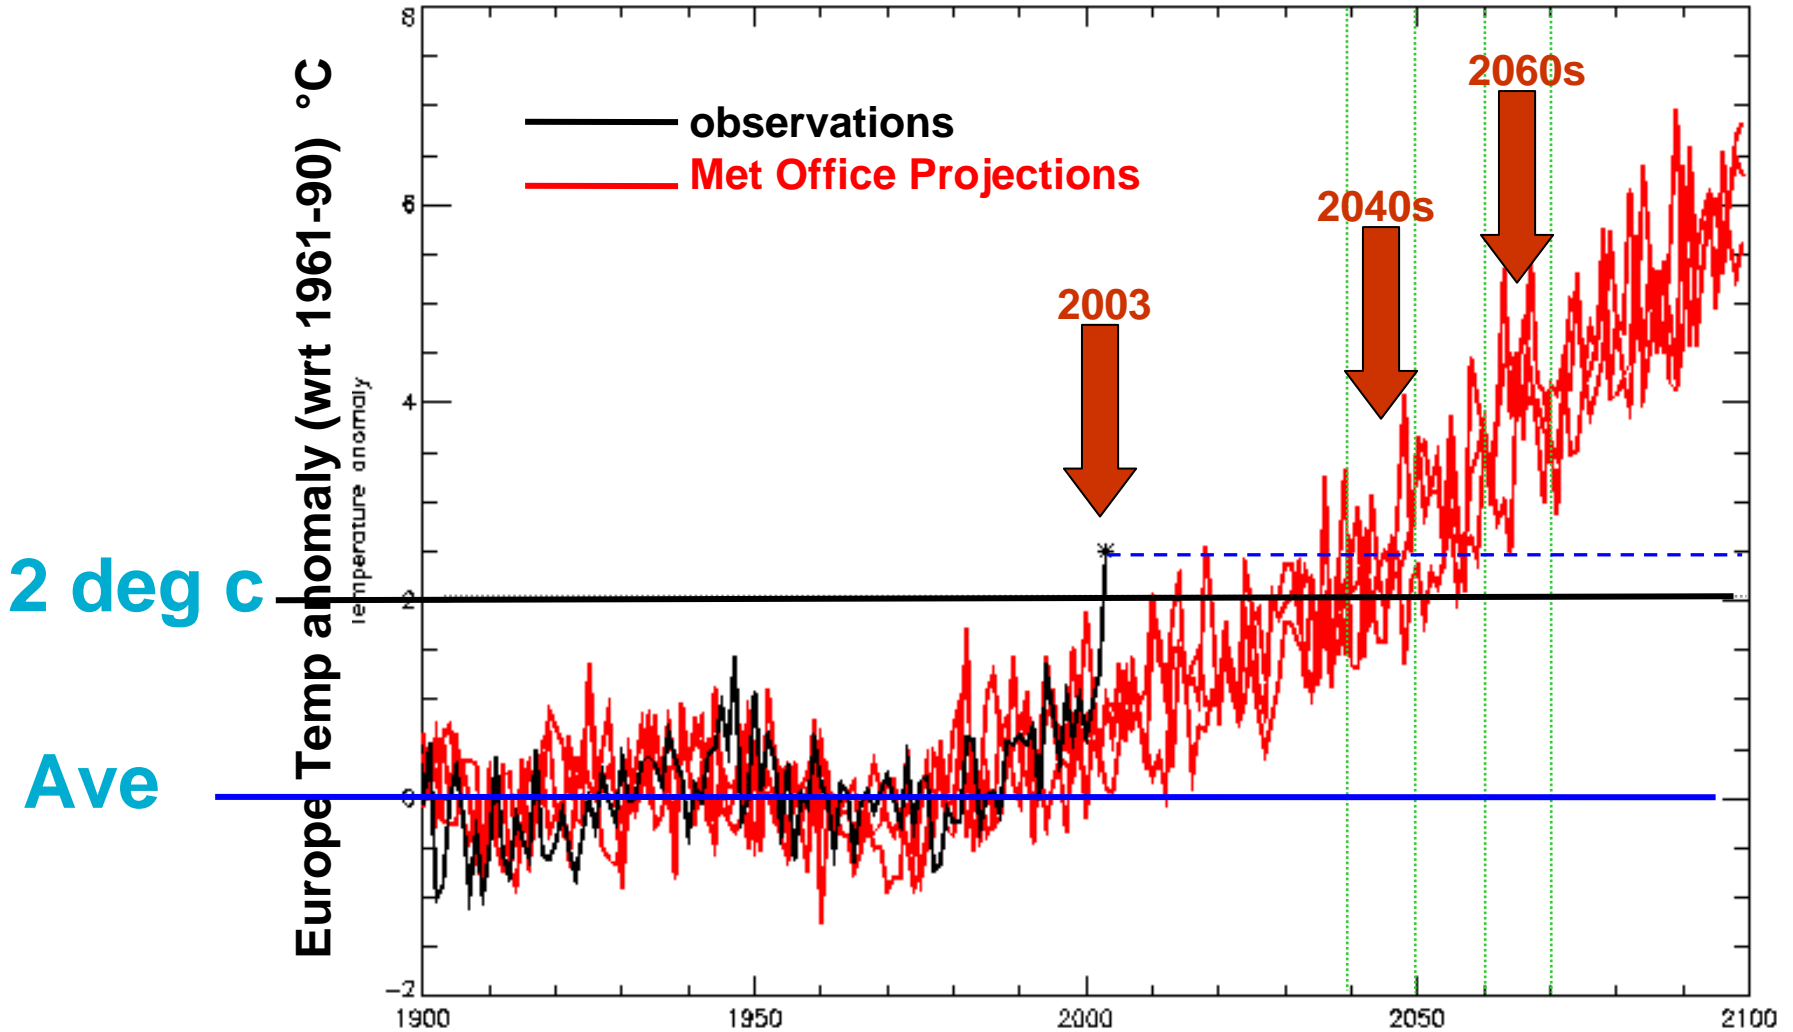 8
6
4
2
0
-2
1900
1950
2000
2050
2100
Europe Temp anomaly (wrt 1961-90) °C
Temperature anomaly
observations
Met Office Projections
2003
2040s
2060s
2 deg c
Ave